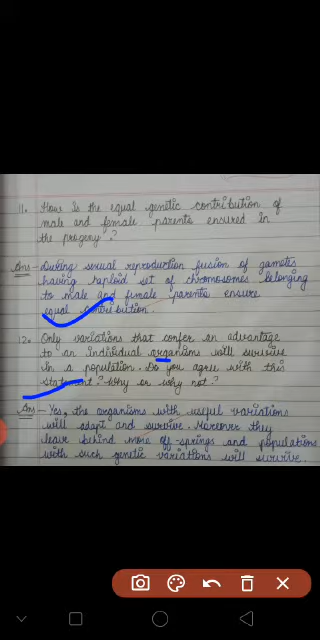 11. How is the equal genetic contribution of
male and female parents ensured in
the progeny?
Ans - During sexual reproduction fusion of gametes
having haploid set of chromosomes belonging
to male and female parents ensure
equal contribution.
12. Only variations that confer an advantage
to an individual organisms will survive
in a population. Do you agree with this
statement? Why or why not?
Ans - Yes, the organisms with useful variations
will adapt and survive. Moreover they
leave behind more off-springs and populations
with such genetic variations will survive.